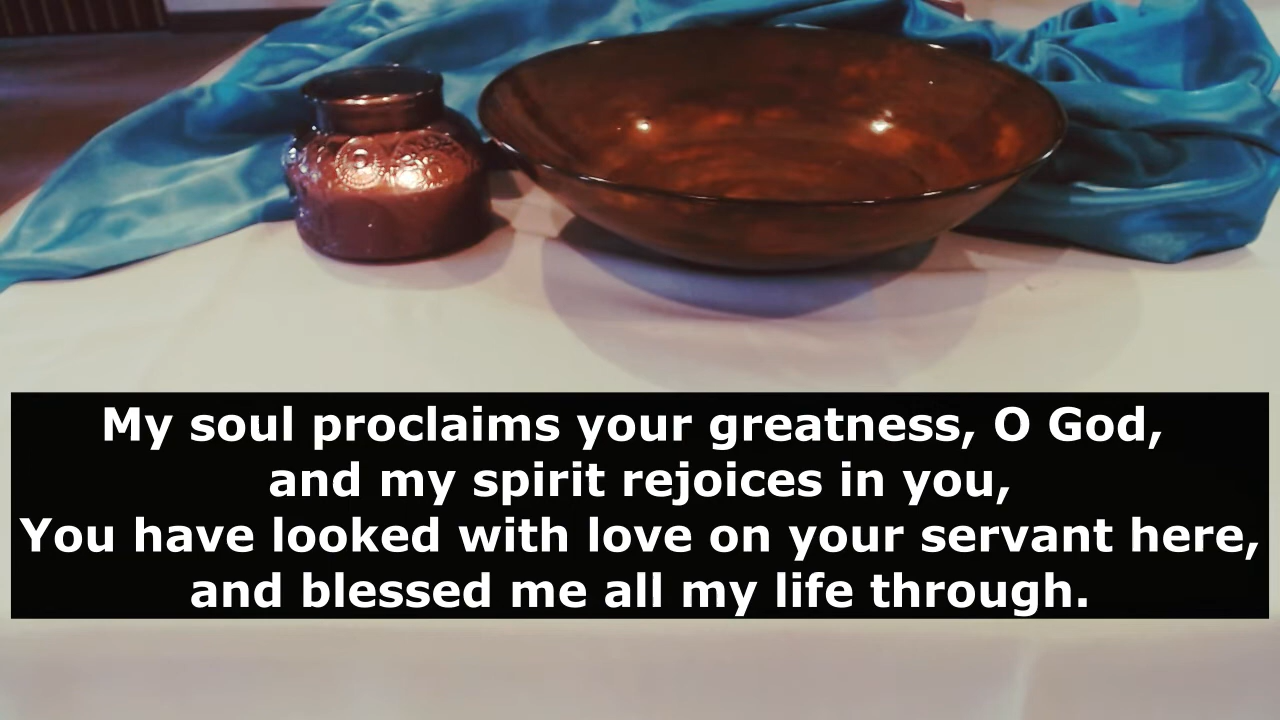 My soul proclaims your greatness, O God,
and my spirit rejoices in you,
You have looked with love on your servant here,
and blessed me all my life through.